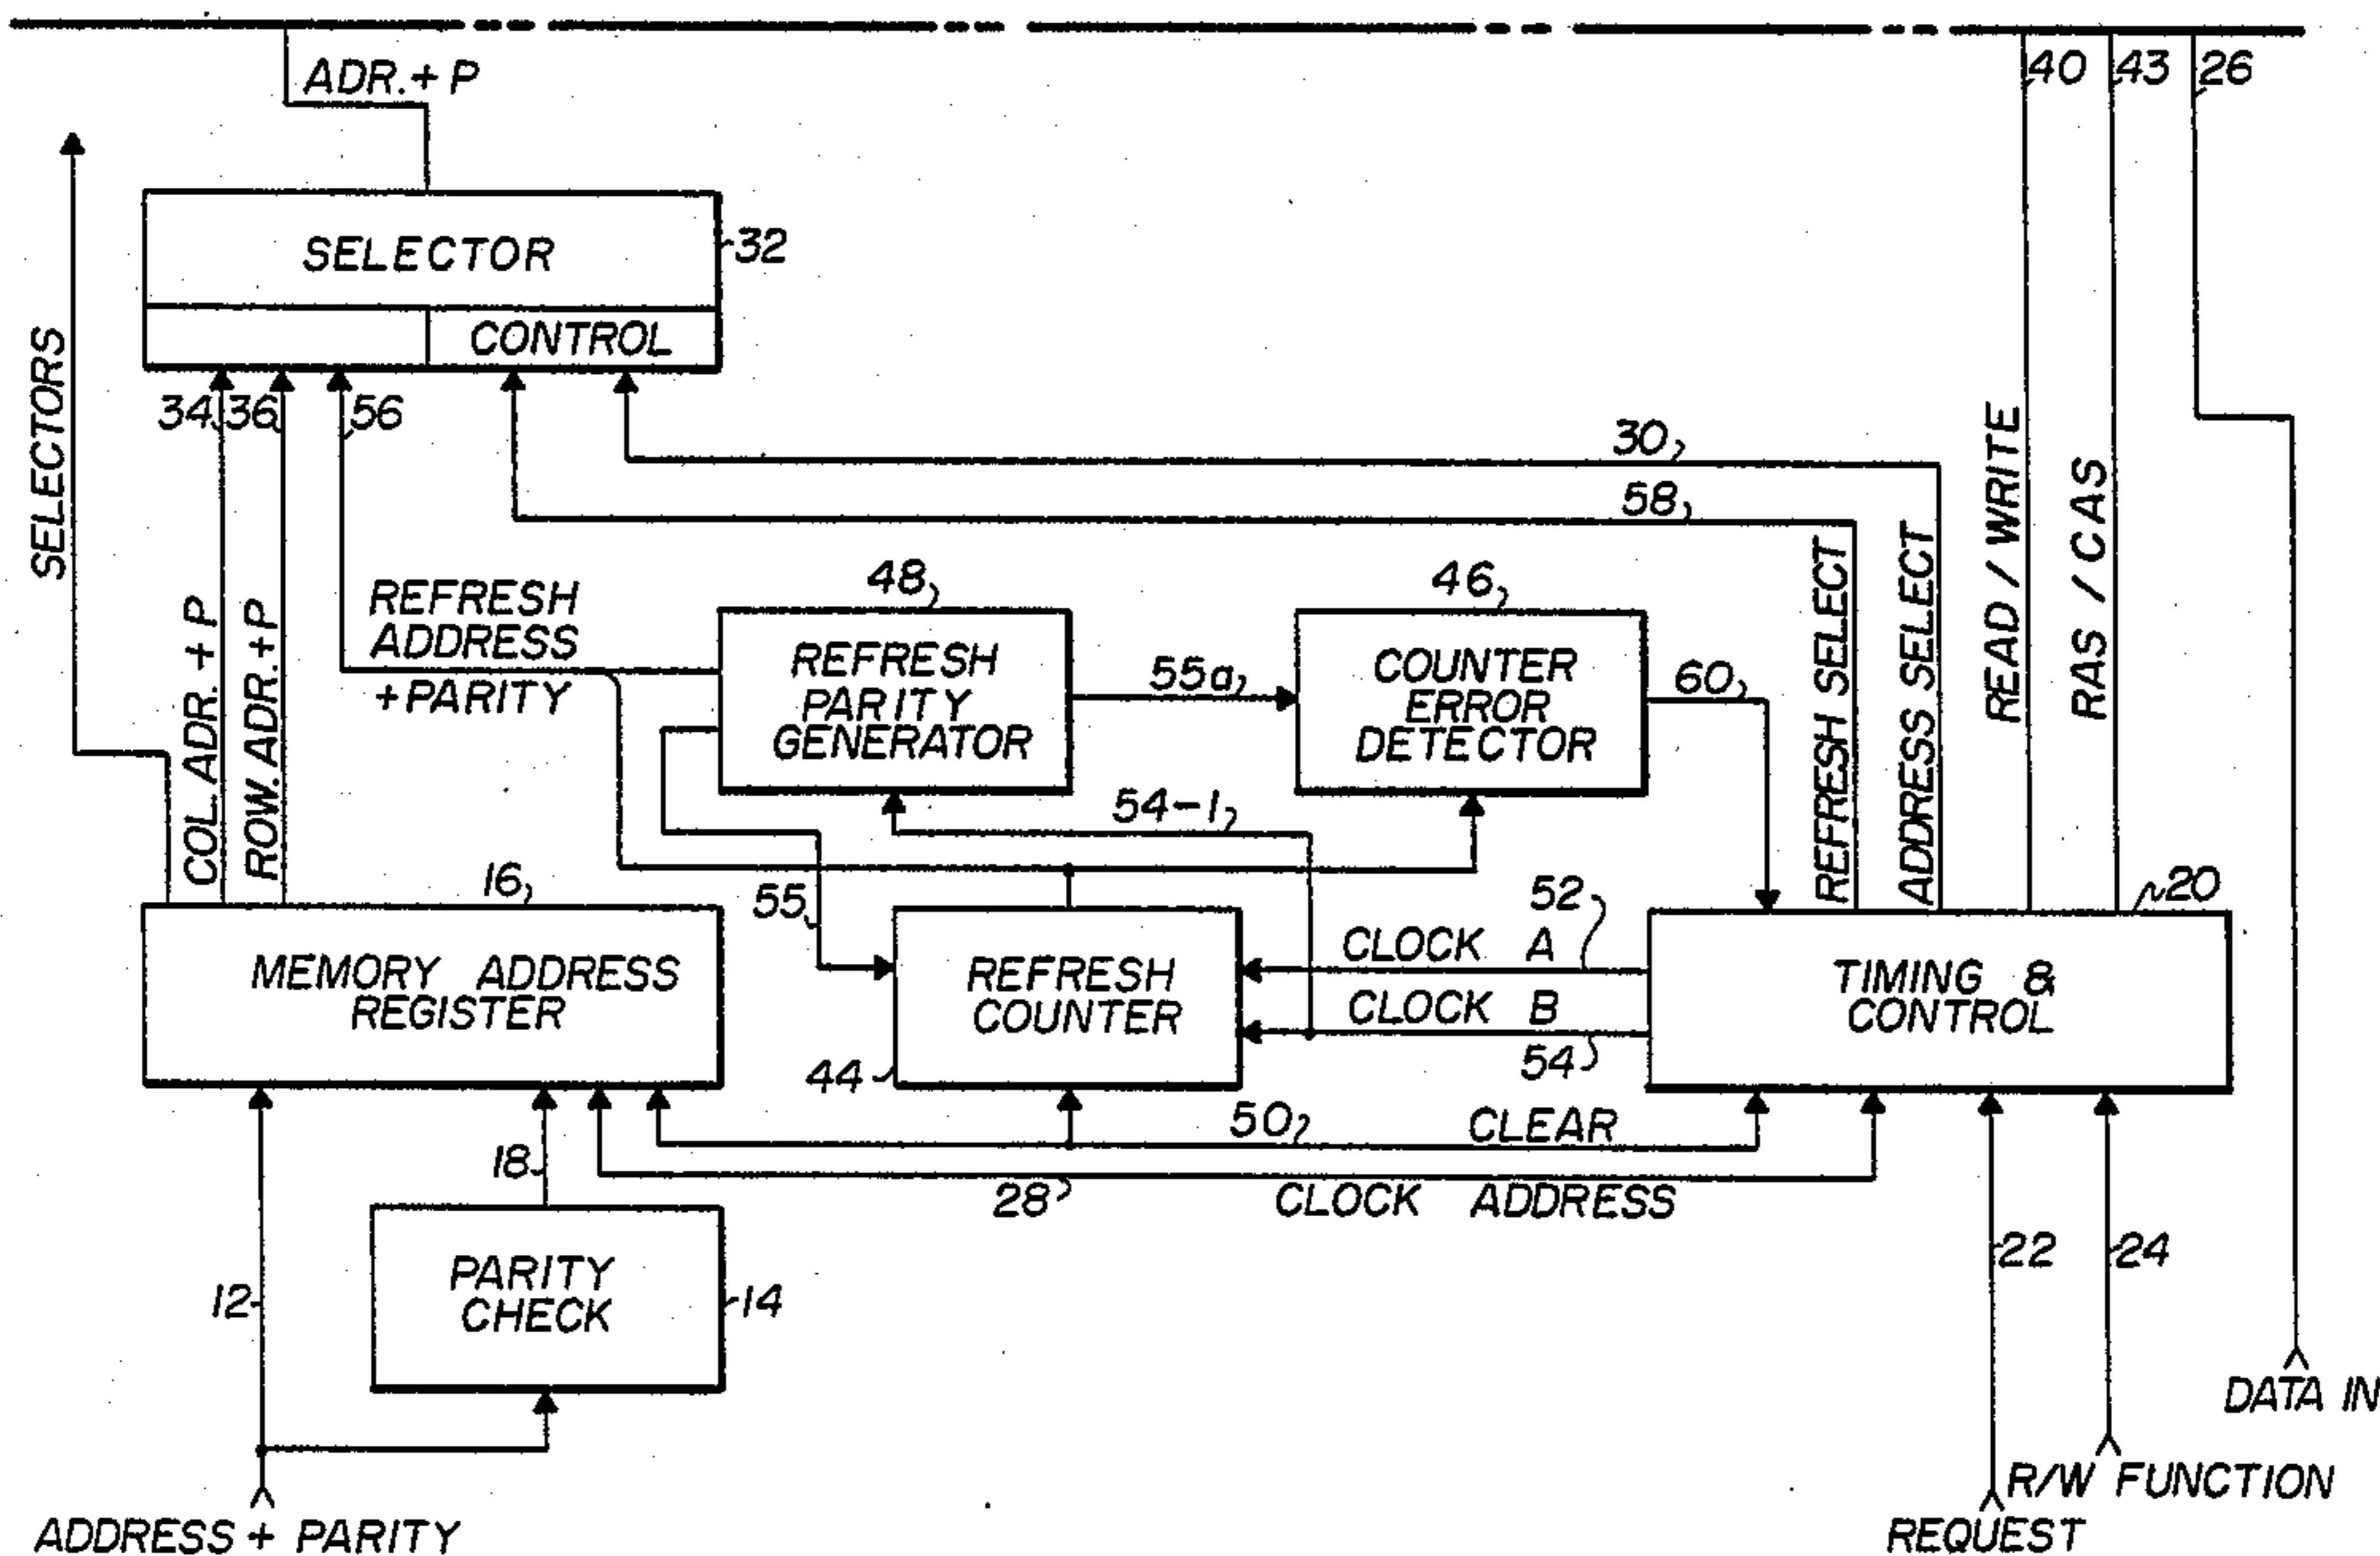 ADR. + P
40
43
26
SELECTOR
32
CONTROL
SELECTORS
34
36
56
30
58
COL. ADR. + P
ROW. ADR. + P
REFRESH
ADDRESS
+ PARITY
48
REFRESH
PARITY
GENERATOR
55a
46
COUNTER
ERROR
DETECTOR
60
REFRESH SELECT
ADDRESS SELECT
READ / WRITE
RAS / CAS
54-1
16
MEMORY ADDRESS
REGISTER
55
REFRESH
COUNTER
44
CLOCK A
52
CLOCK B
54
20
TIMING &
CONTROL
50
CLEAR
28
CLOCK ADDRESS
18
12
PARITY
CHECK
14
22
24
DATA IN
R/W FUNCTION
REQUEST
ADDRESS + PARITY